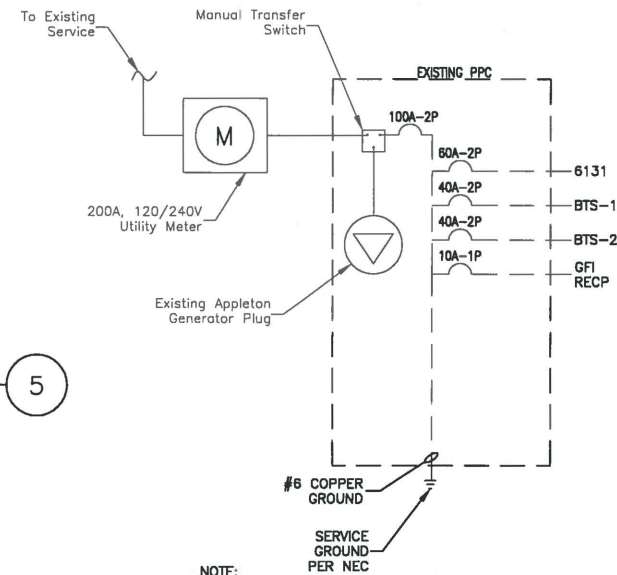 To Existing
Service
Manual Transfer
Switch
EXISTING PPC
100A-2P
M
60A-2P
6131
200A, 120/240V
Utility Meter
40A-2P
BTS-1
40A-2P
BTS-2
10A-1P
GFI
RECP
Existing Appleton
Generator Plug
5
#6 COPPER
GROUND
SERVICE
GROUND
PER NEC
NOTE: